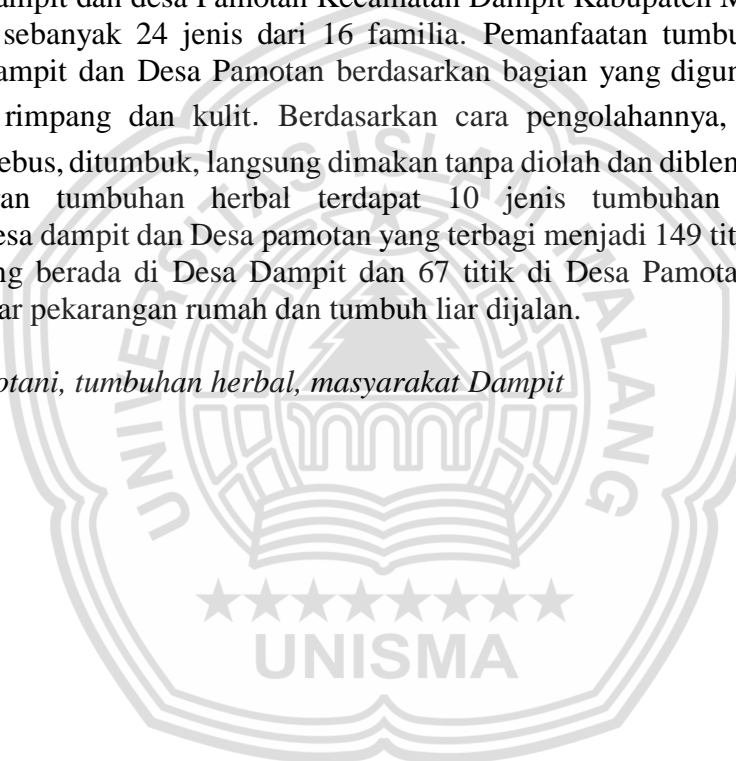 ampit dan desa Pamotan Kecamatan Dampit Kabupaten M
sebanyak 24 jenis dari 16 familia. Pemanfaatan tumbu
ampit dan Desa Pamotan berdasarkan bagian yang digun
rimpang dan kulit. Berdasarkan cara pengolahannya,
ebus, ditumbuk, langsung dimakan tanpa diolah dan diblen
an tumbuhan herbal terdapat 10 jenis tumbuhan
esa dampit dan Desa pamotan yang terbagi menjadi 149 tit
ng berada di Desa Dampit dan 67 titik di Desa Pamota
ar pekarangan rumah dan tumbuh liar dijalan.
otani, tumbuhan herbal, masyarakat Dampit
UNIVERSITAS ISLAM MALANG
UNISMA